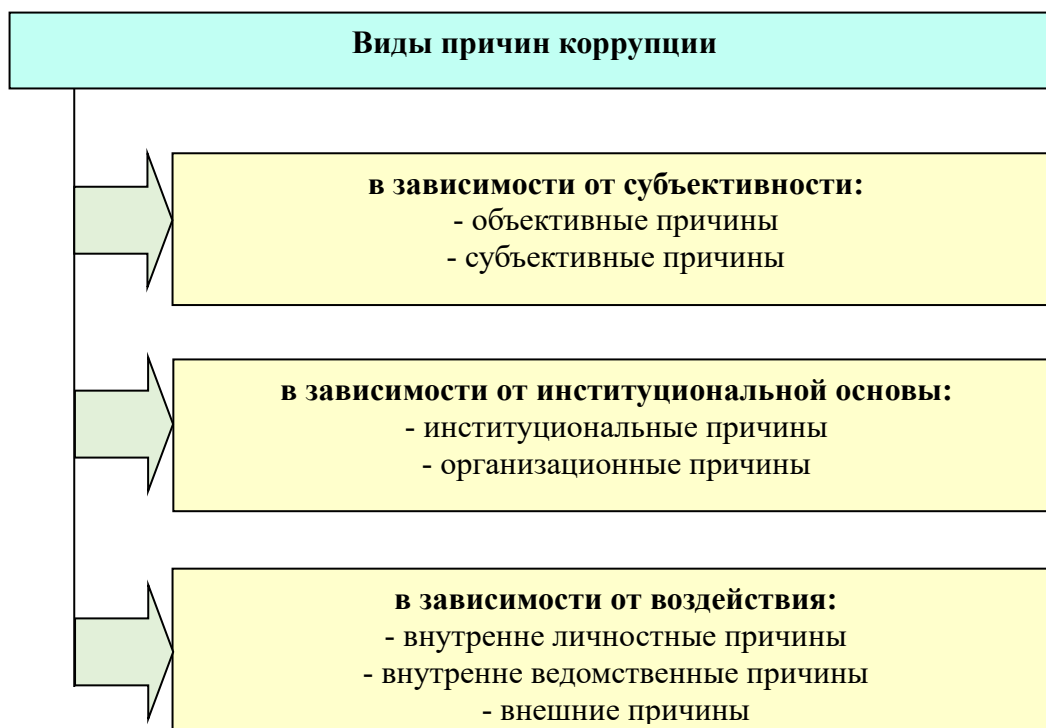 Виды причин коррупции
в зависимости от субъективности:
- объективные причины
- субъективные причины
в зависимости от институциональной основы:
- институциональные причины
- организационные причины
в зависимости от воздействия:
- внутренне личностные причины
- внутренне ведомственные причины
- внешние причины